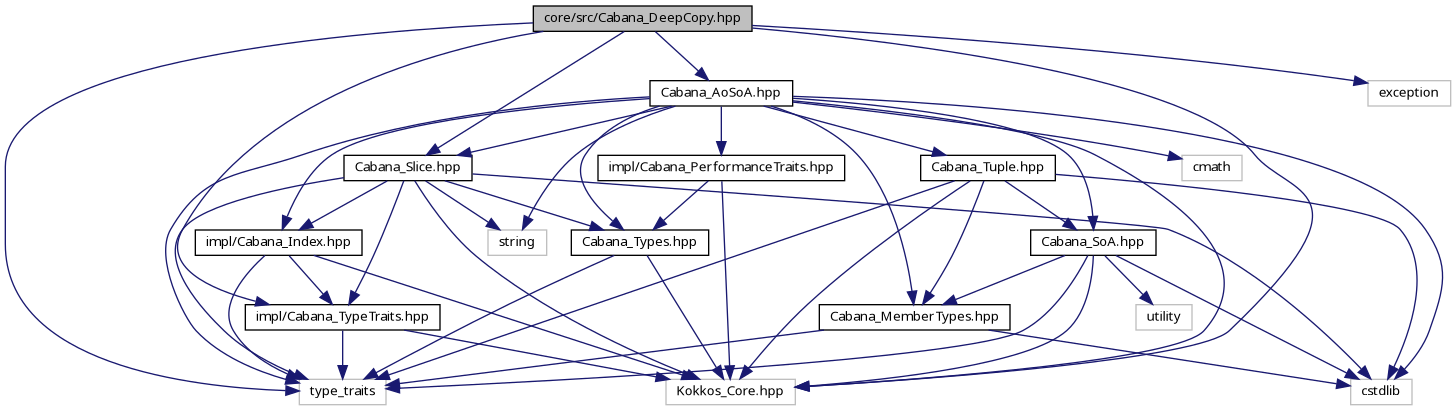 core/src/Cabana_DeepCopy.hpp
Cabana_AoSoA.hpp
exception
Cabana_Slice.hpp
impl/Cabana_PerformanceTraits.hpp
Cabana_Tuple.hpp
cmath
impl/Cabana_Index.hpp
string
Cabana_Types.hpp
Cabana_SoA.hpp
impl/Cabana_TypeTraits.hpp
Cabana_MemberTypes.hpp
utility
type_traits
Kokkos_Core.hpp
cstdlib